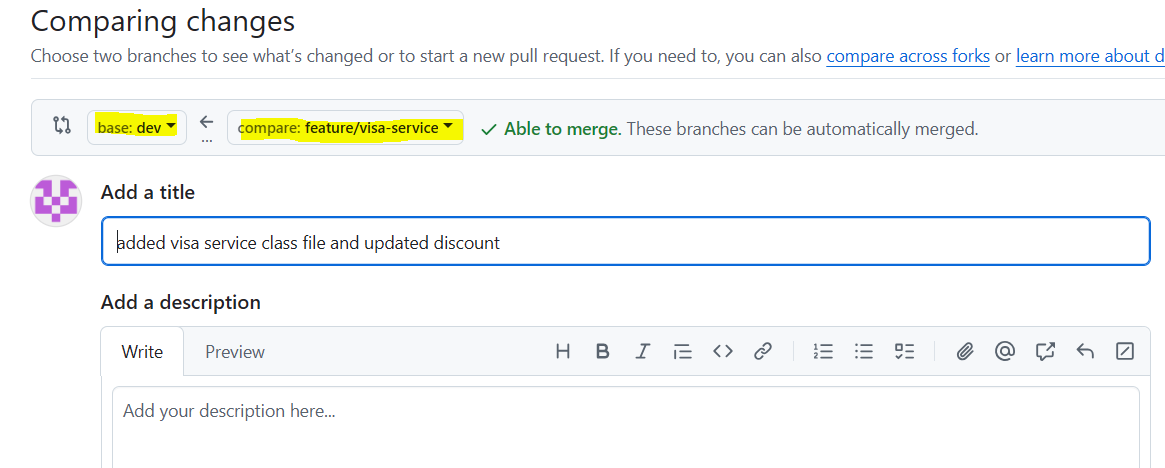 Comparing changes
Choose two branches to see what's changed or to start a new pull request. If you need to, you can also compare across forks or learn more about d
base: dev ... compare: feature/visa-service Able to merge. These branches can be automatically merged.
Add a title
added visa service class file and updated discount
Add a description
Write Preview
Add your description here...